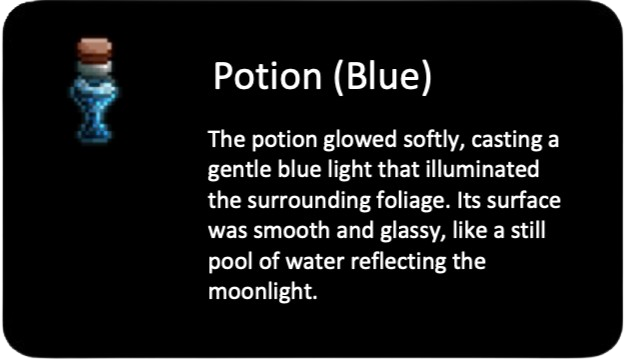 Potion (Blue)
The potion glowed softly, casting a
gentle blue light that illuminated
the surrounding foliage. Its surface
was smooth and glassy, like a still
pool of water reflecting the
moonlight.